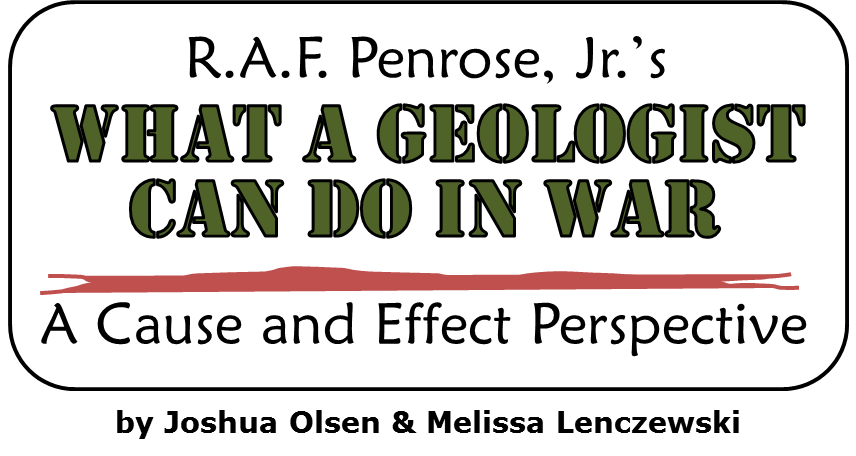 R.A.F. Penrose, Jr.’s
WHAT A GEOLOGIST
CAN DO IN WAR
A Cause and Effect Perspective
by Joshua Olsen & Melissa Lenczewski